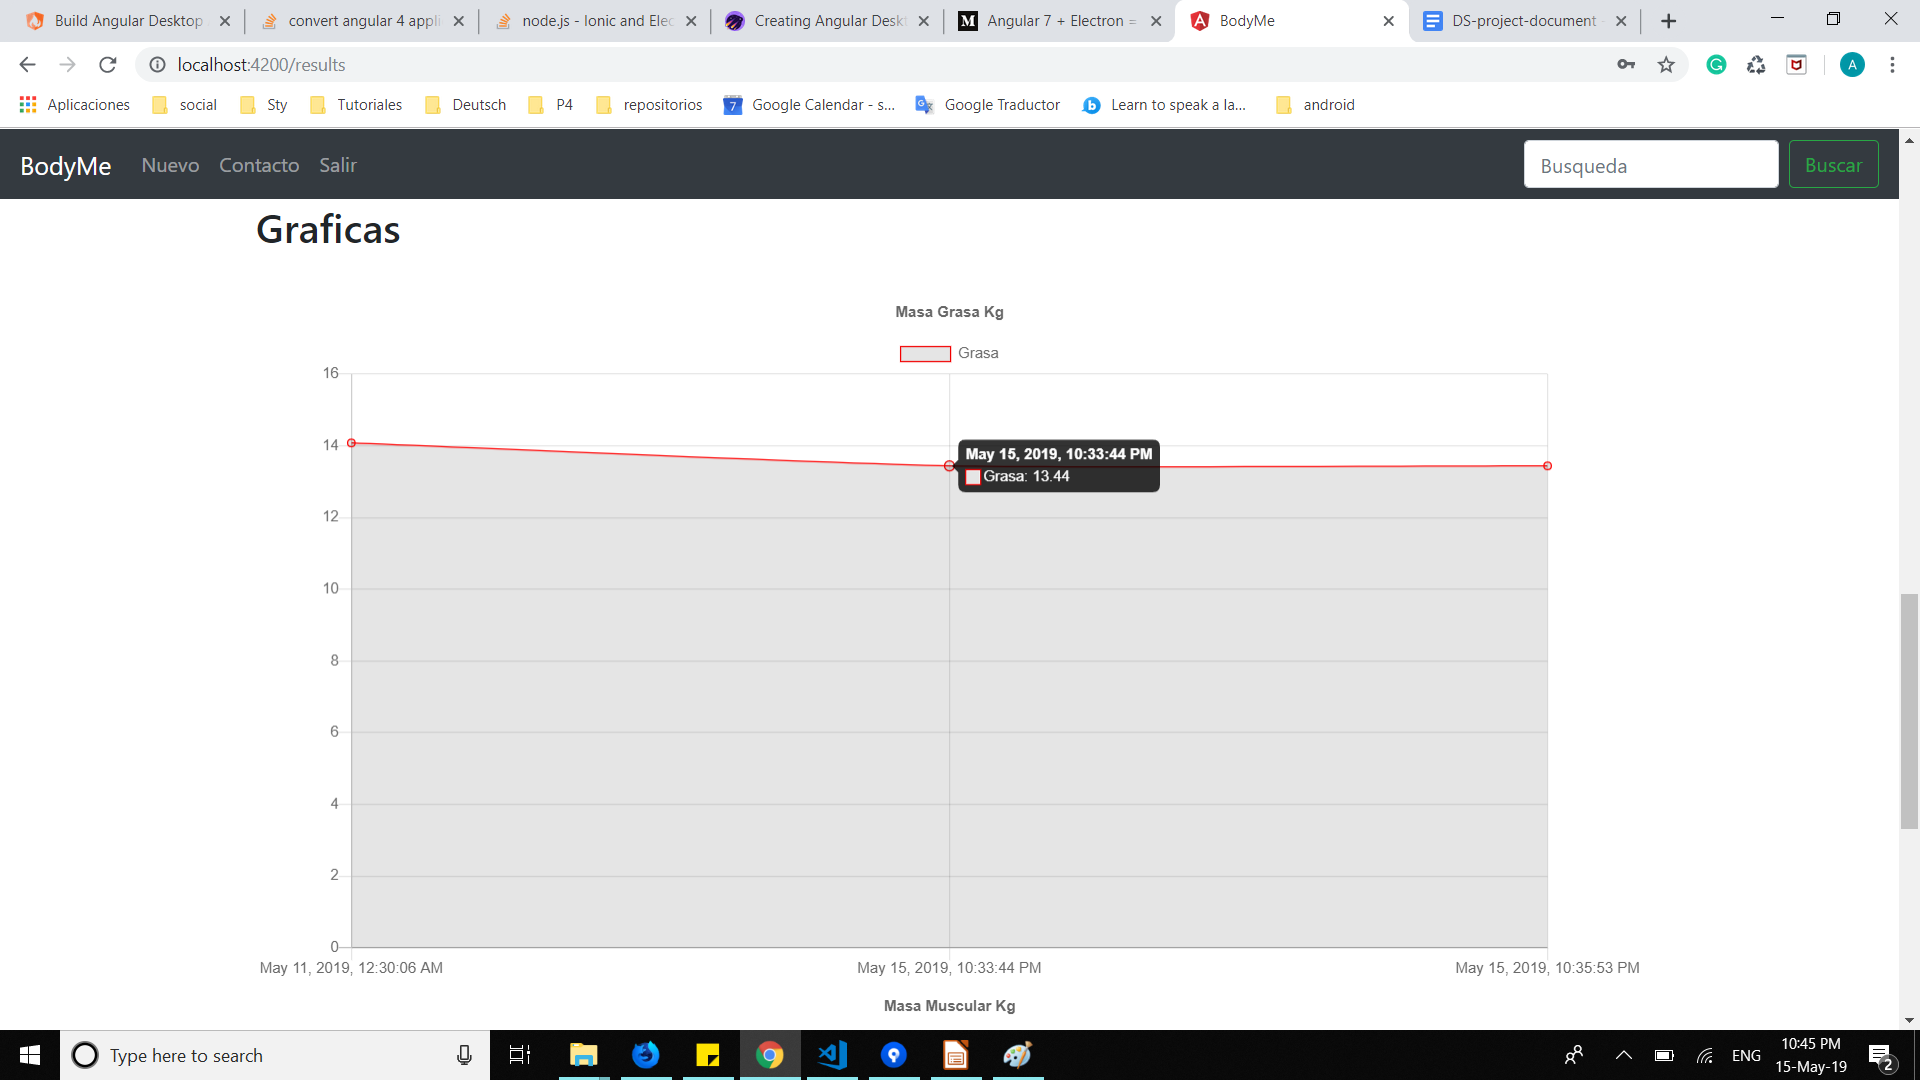 Build Angular Desktop
convert angular 4 appli
node.js - Ionic and Elec
Creating Angular Deskt
Angular 7 + Electron =
BodyMe
DS-project-document
localhost:4200/results
A
Aplicaciones
social
Sty
Tutoriales
Deutsch
P4
repositorios
7
Google Calendar - s...
Google Traductor
Learn to speak a la...
android
BodyMe
Nuevo
Contacto
Salir
Busqueda
Buscar
Graficas
Masa Grasa Kg
Grasa
16
14
12
10
8
6
4
2
0
May 15, 2019, 10:33:44 PM
Grasa: 13.44
May 11, 2019, 12:30:06 AM
May 15, 2019, 10:33:44 PM
May 15, 2019, 10:35:53 PM
Masa Muscular Kg
Type here to search
ENG
10:45 PM
15-May-19
2